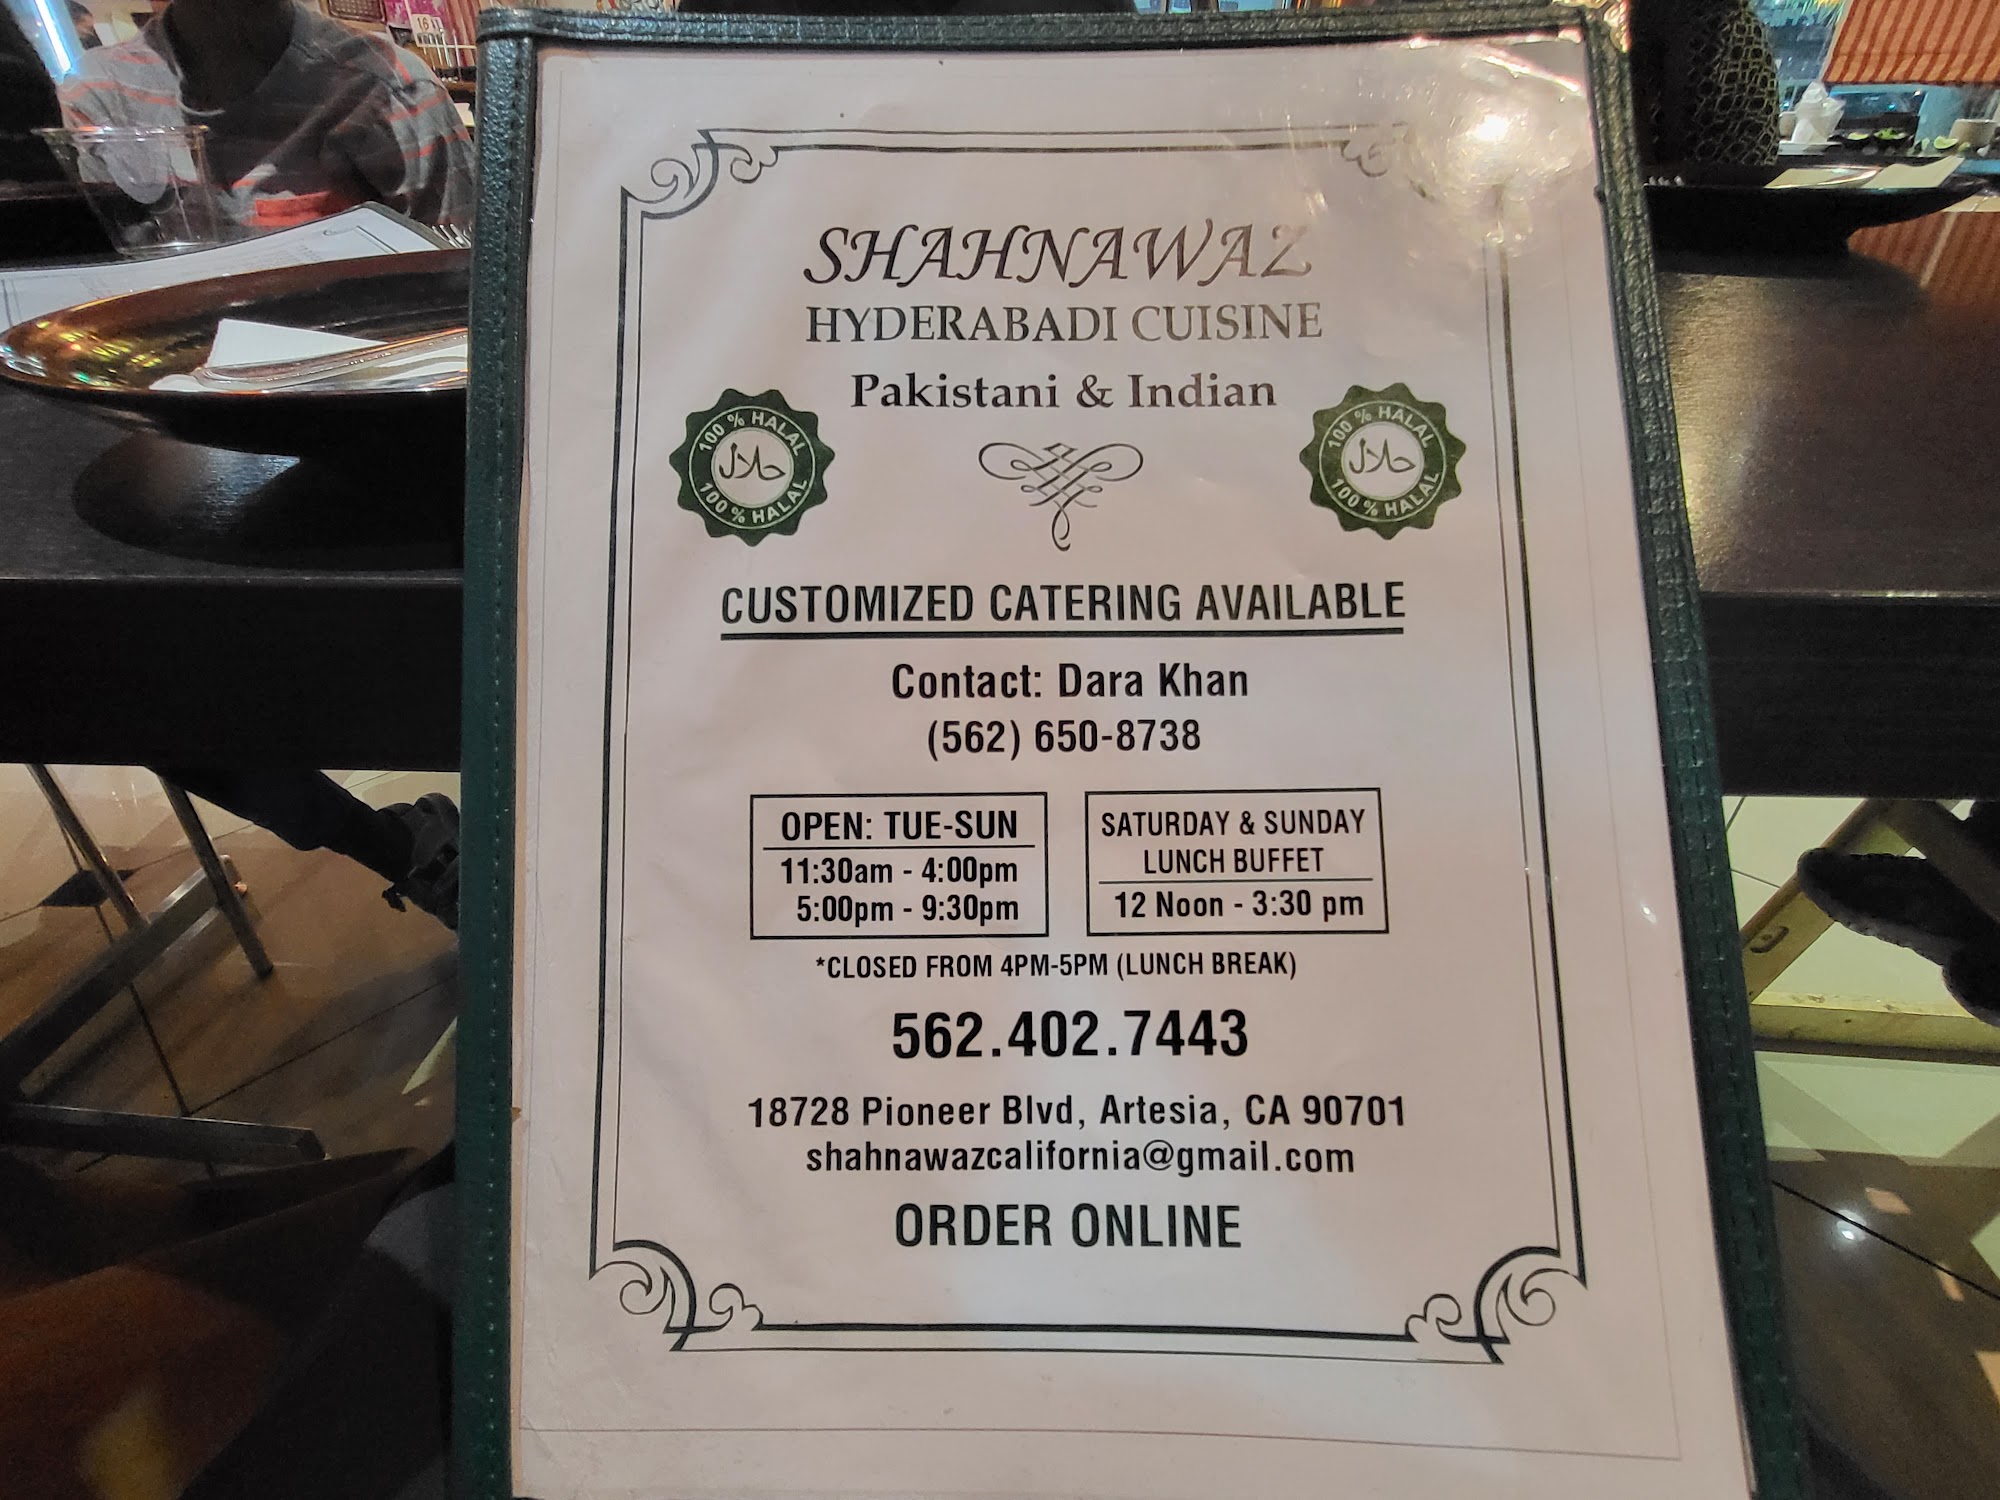 SHAHNAWAZ
HYDERABADI CUISINE
Pakistani & Indian
100 % HALAL
حلال
100 % HALAL
100 % HALAL
حلال
100 % HALAL
CUSTOMIZED CATERING AVAILABLE
Contact: Dara Khan
(562) 650-8738
OPEN: TUE-SUN
11:30am - 4:00pm
5:00pm - 9:30pm
SATURDAY & SUNDAY
LUNCH BUFFET
12 Noon - 3:30 pm
*CLOSED FROM 4PM-5PM (LUNCH BREAK)
562.402.7443
18728 Pioneer Blvd, Artesia, CA 90701
shahnawazcalifornia@gmail.com
ORDER ONLINE
16